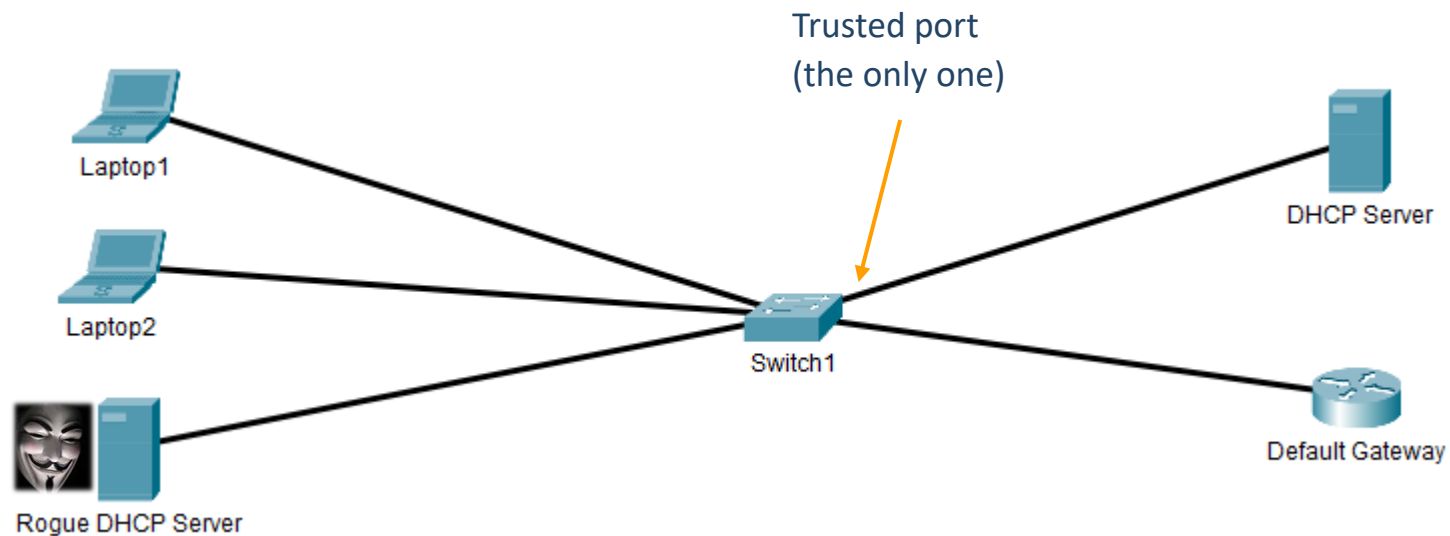 Trusted port
(the only one)
Laptop1
DHCP Server
Laptop2
Switch1
Default Gateway
Rogue DHCP Server